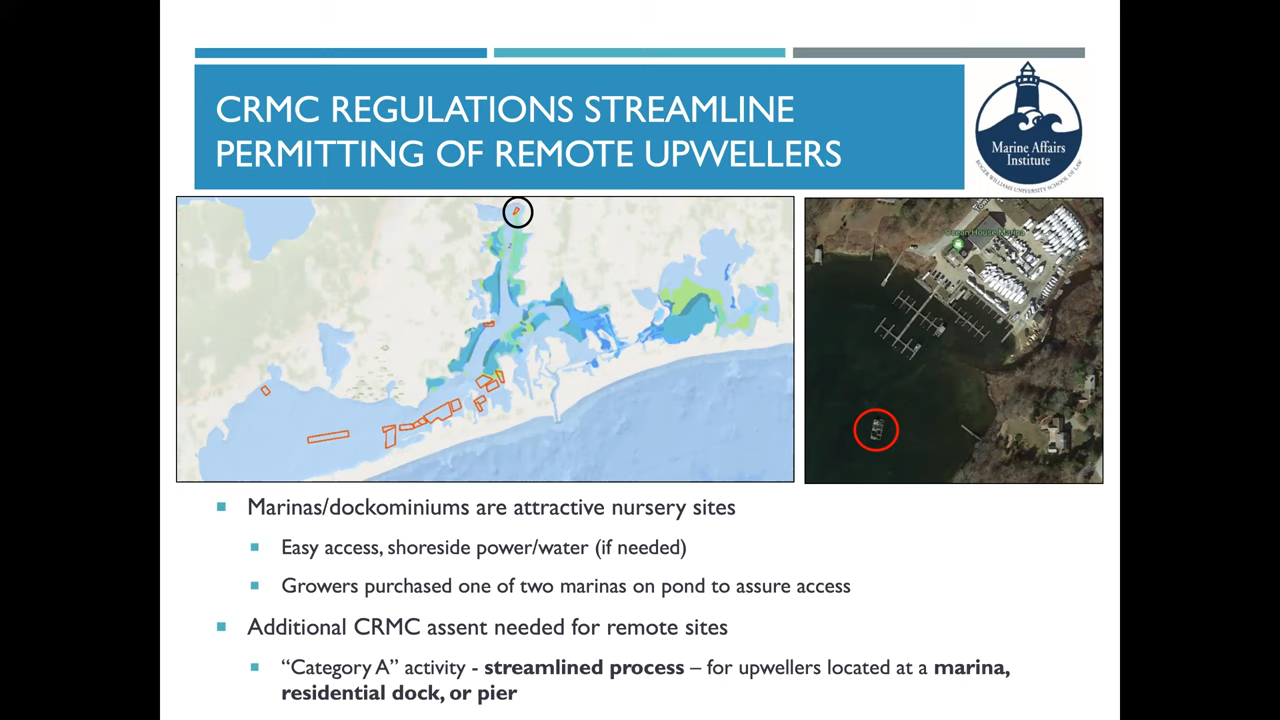 CRMC REGULATIONS STREAMLINE
PERMITTING OF REMOTE UPWELLERS
Marine Affairs
Institute
ROGER WILLIAMS UNIVERSITY SCHOOL OF LAW
Ocean House Marina
Marinas/dockominiums are attractive nursery sites
Easy access, shoreside power/water (if needed)
Growers purchased one of two marinas on pond to assure access
Additional CRMC assent needed for remote sites
“Category A” activity - streamlined process – for upwellers located at a marina,
residential dock, or pier